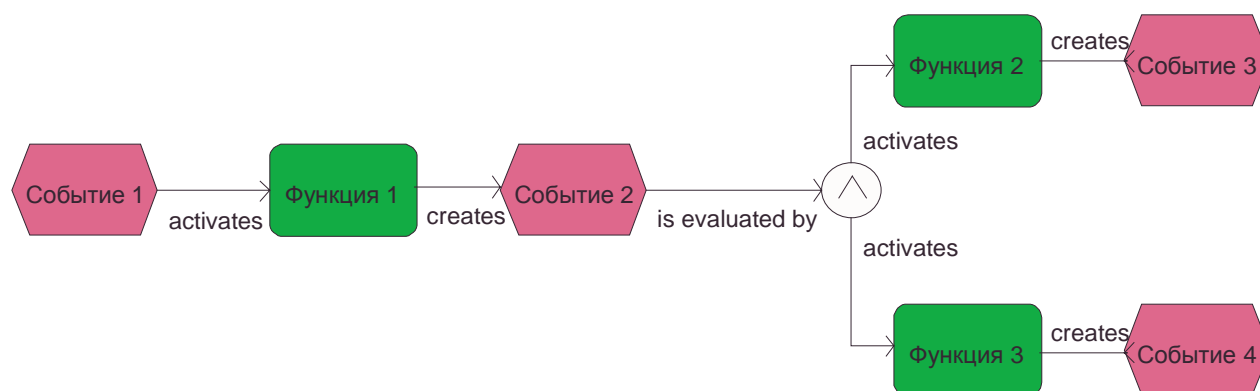 Событие 1
activates
Функция 1
creates
Событие 2
is evaluated by
activates
Функция 2
creates
Событие 3
activates
Функция 3
creates
Событие 4